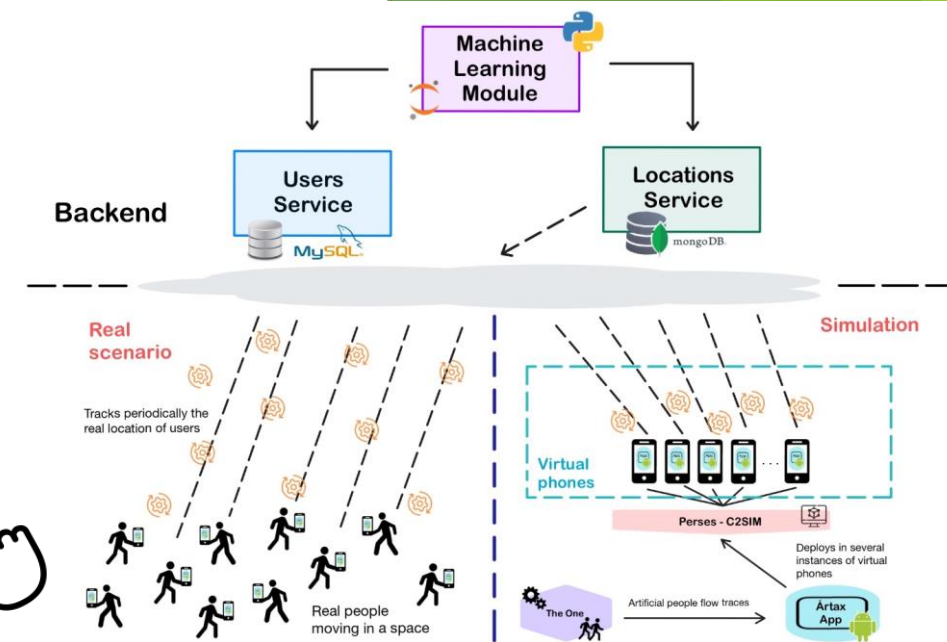 Machine
Learning
Module
Users
Service
MySQL
Locations
Service
mongoDB
Backend
Real
scenario
Simulation
Tracks periodically the
real location of users
Virtual
phones
...
Perses - C2SIM
Deploys in several
instances of virtual
phones
Real people
moving in a space
The One
Artificial people flow traces
Ártax
App